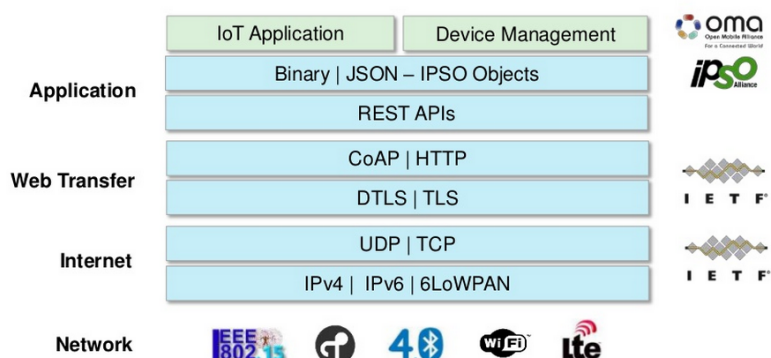 IoT Application
Device Management
oma
Open Mobile Alliance
For a Connected World
Application
Binary | JSON – IPSO Objects
ipso
Alliance
REST APIs
Web Transfer
CoAP | HTTP
DTLS | TLS
I E T F®
Internet
UDP | TCP
IPv4 | IPv6 | 6LoWPAN
I E T F®
Network
IEEE
802.15
4.0
Wi Fi
lte